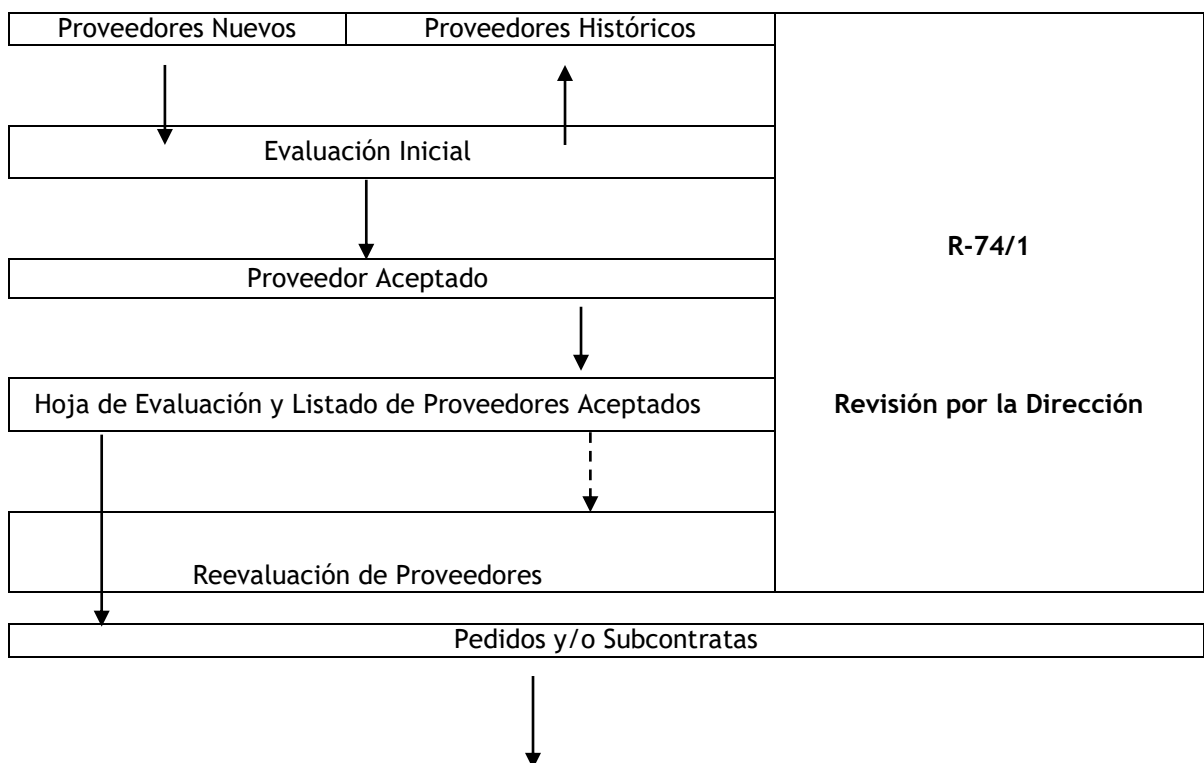 Proveedores Nuevos
Proveedores Históricos
Evaluación Inicial
R-74/1
Proveedor Aceptado
Hoja de Evaluación y Listado de Proveedores Aceptados
Revisión por la Dirección
Reevaluación de Proveedores
Pedidos y/o Subcontratas